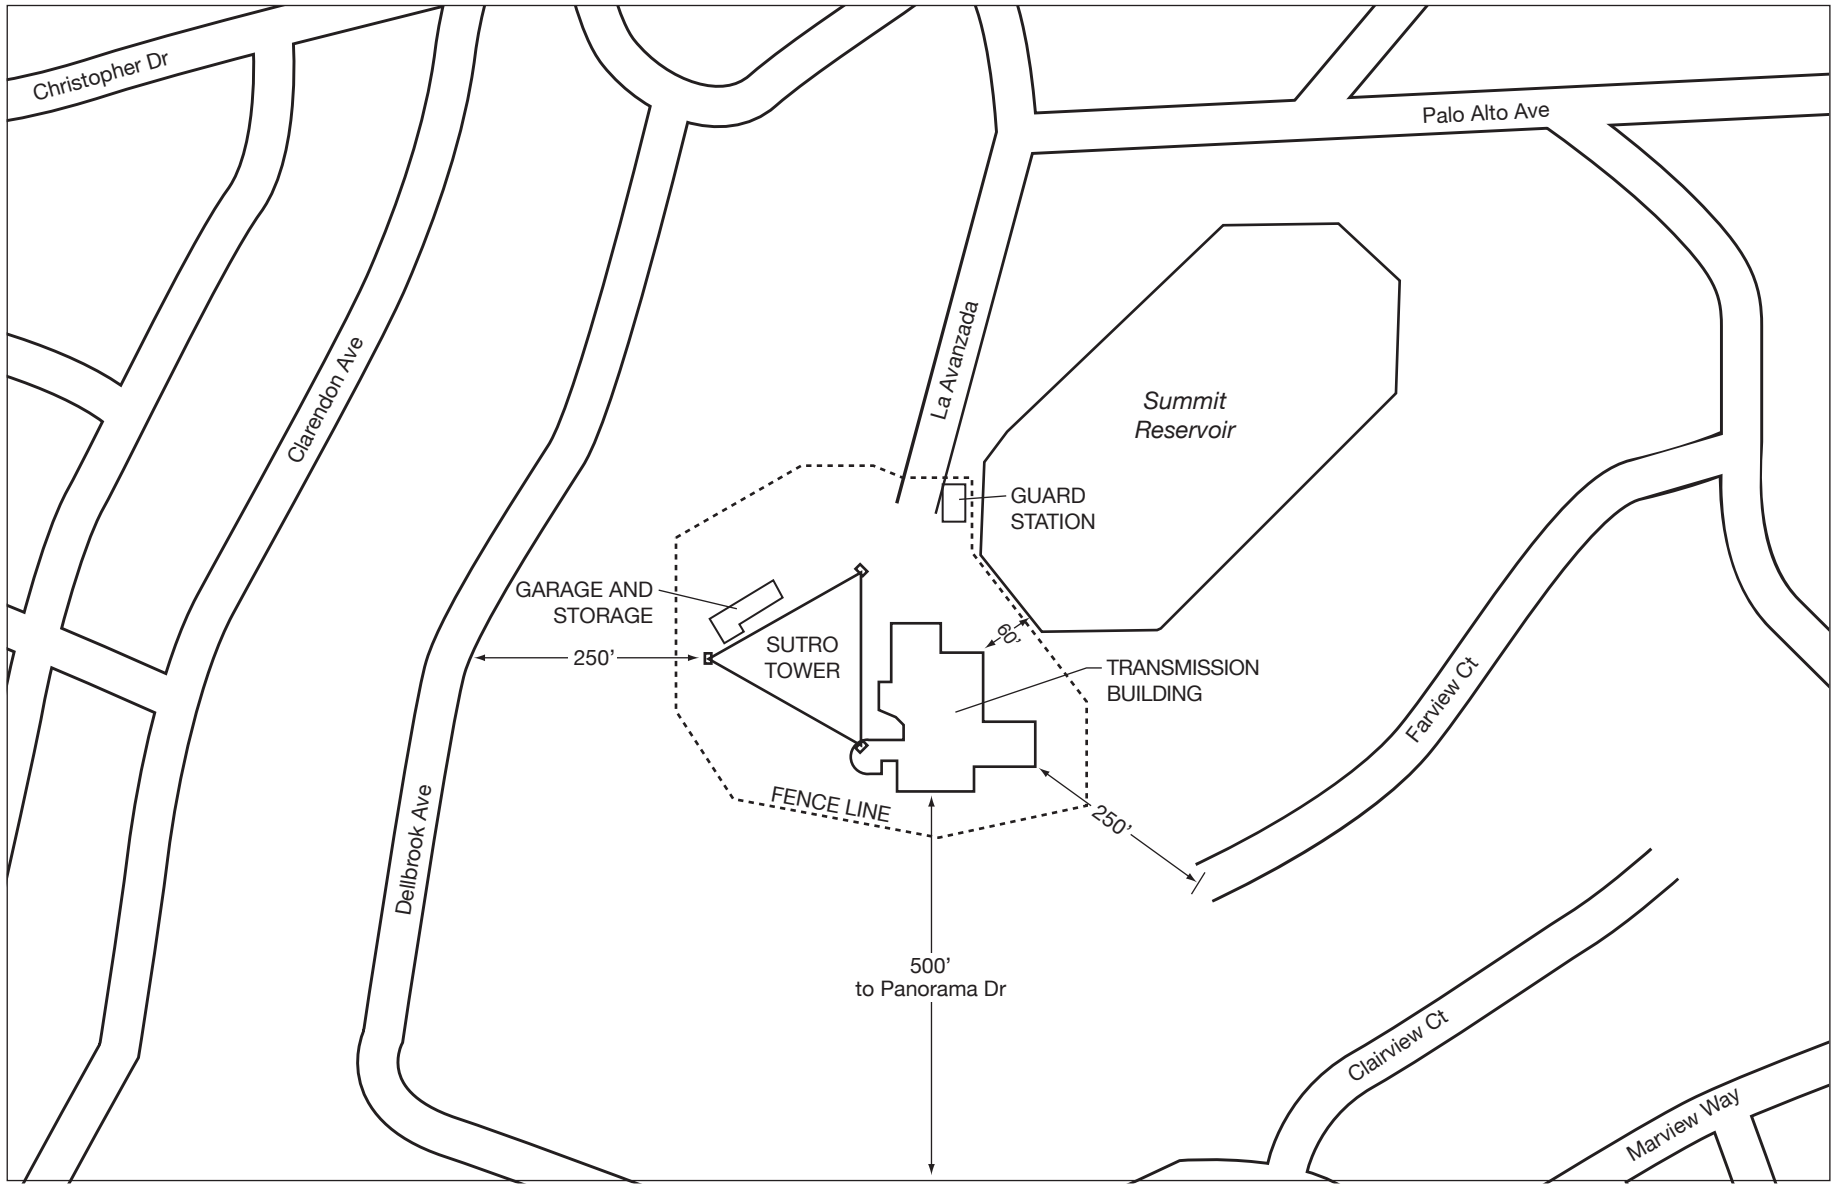 Christopher Dr
Palo Alto Ave
Clarendon Ave
La Avanzada
Summit
Reservoir
GUARD
STATION
GARAGE AND
STORAGE
SUTRO
TOWER
60’
250’
TRANSMISSION
BUILDING
Farview Ct
FENCE LINE
250’
Dellbrook Ave
500’
to Panorama Dr
Clairview Ct
Marview Way